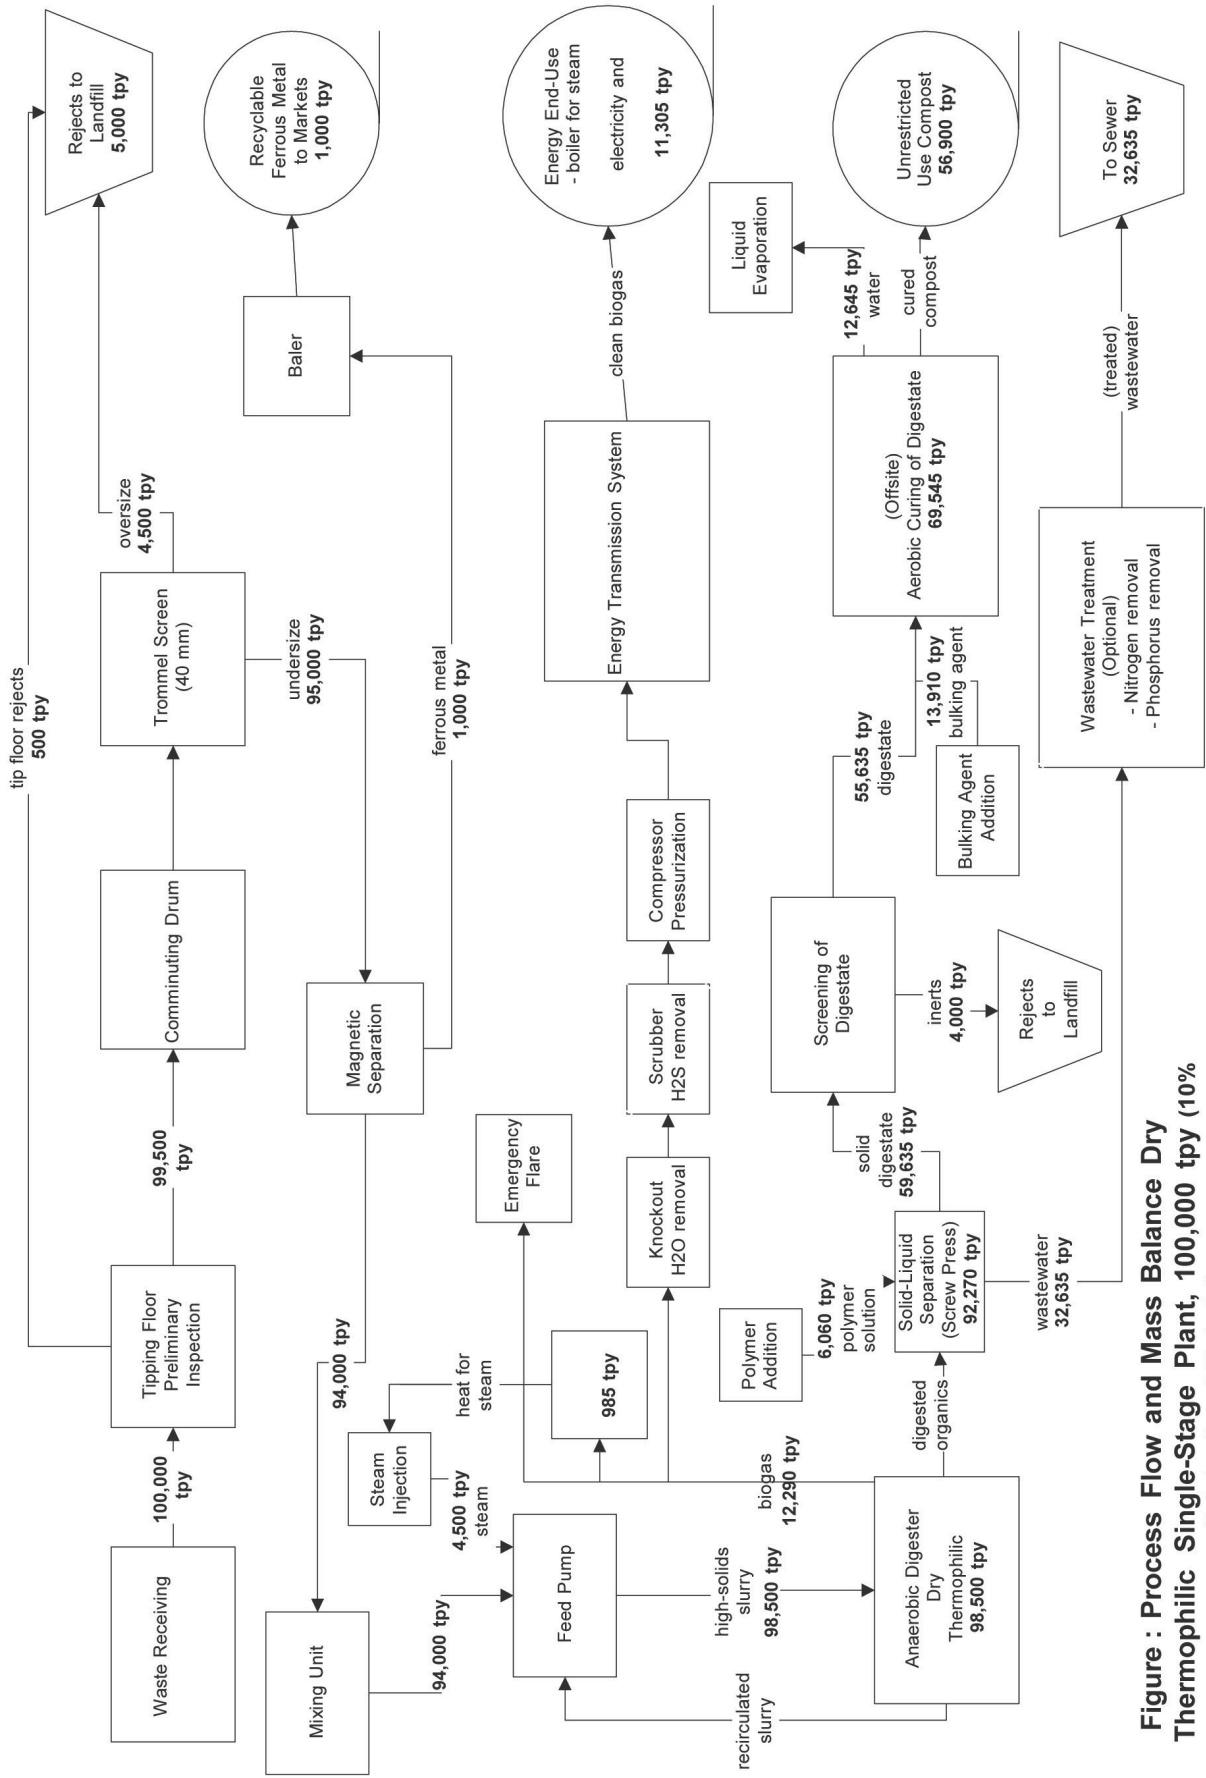 tip floor rejects
500 tpy
Waste Receiving
100,000
tpy
Tipping Floor
Preliminary
Inspection
99,500
tpy
Comminuting Drum
Trommel Screen
(40 mm)
oversize
4,500 tpy
Rejects to
Landfill
5,000 tpy
undersize
95,000 tpy
Magnetic
Separation
ferrous metal
1,000 tpy
Baler
Recyclable
Ferrous Metal
to Markets
1,000 tpy
94,000 tpy
Mixing Unit
94,000 tpy
Steam
Injection
heat for
steam
4,500 tpy
steam
Feed Pump
985 tpy
Emergency
Flare
Knockout
H2O removal
Scrubber
H2S removal
Compressor
Pressurization
Energy Transmission System
clean biogas
Energy End-Use
- boiler for steam
electricity and
11,305 tpy
high-solids
slurry
98,500 tpy
recirculated
slurry
biogas
12,290 tpy
Anaerobic Digester
Dry
Thermophilic
98,500 tpy
digested
organics
Polymer
Addition
6,060 tpy
polymer
solution
Solid-Liquid
Separation
(Screw Press)
92,270 tpy
solid
digestate
59,635 tpy
Screening of
Digestate
inerts
4,000 tpy
Rejects
to
Landfill
55,635 tpy
digestate
Bulking Agent
Addition
13,910 tpy
bulking agent
(Offsite)
Aerobic Curing of Digestate
69,545 tpy
12,645 tpy
water
Liquid
Evaporation
cured
compost
Unrestricted
Use Compost
56,900 tpy
wastewater
32,635 tpy
Wastewater Treatment
(Optional)
- Nitrogen removal
- Phosphorus removal
(treated)
wastewater
To Sewer
32,635 tpy
Figure : Process Flow and Mass Balance Dry
Thermophilic Single-Stage Plant, 100,000 tpy (10%